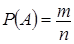 P(A) = m/n